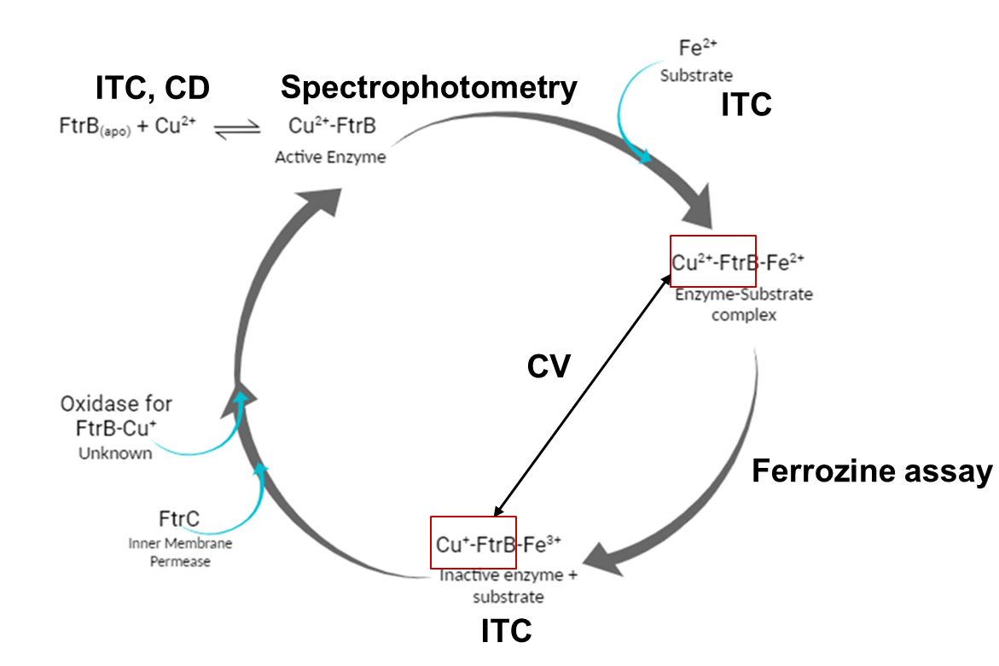 ITC, CD
Spectrophotometry
FtrB(apo) + Cu²⁺ ⇌ Cu²⁺-FtrB
Active Enzyme
Fe²⁺
Substrate
ITC
Cu²⁺-FtrB-Fe²⁺
Enzyme-Substrate
complex
CV
Ferrozine assay
Cu⁺-FtrB-Fe³⁺
Inactive enzyme +
substrate
ITC
FtrC
Inner Membrane
Permease
Oxidase for
FtrB-Cu⁺
Unknown